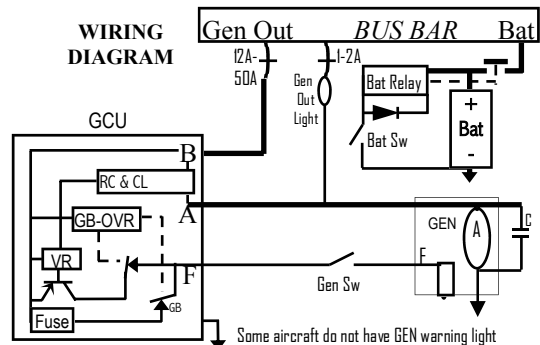 WIRING
DIAGRAM
Gen Out BUS BAR Bat
12A-
50A
1-2A
Gen
Out
Light
Bat Relay
Bat Sw
+
Bat
-
GCU
B
RC & CL
A
GB-OVR
GEN
A
C
VR
F
F
Gen Sw
GB
Fuse
Some aircraft do not have GEN warning light